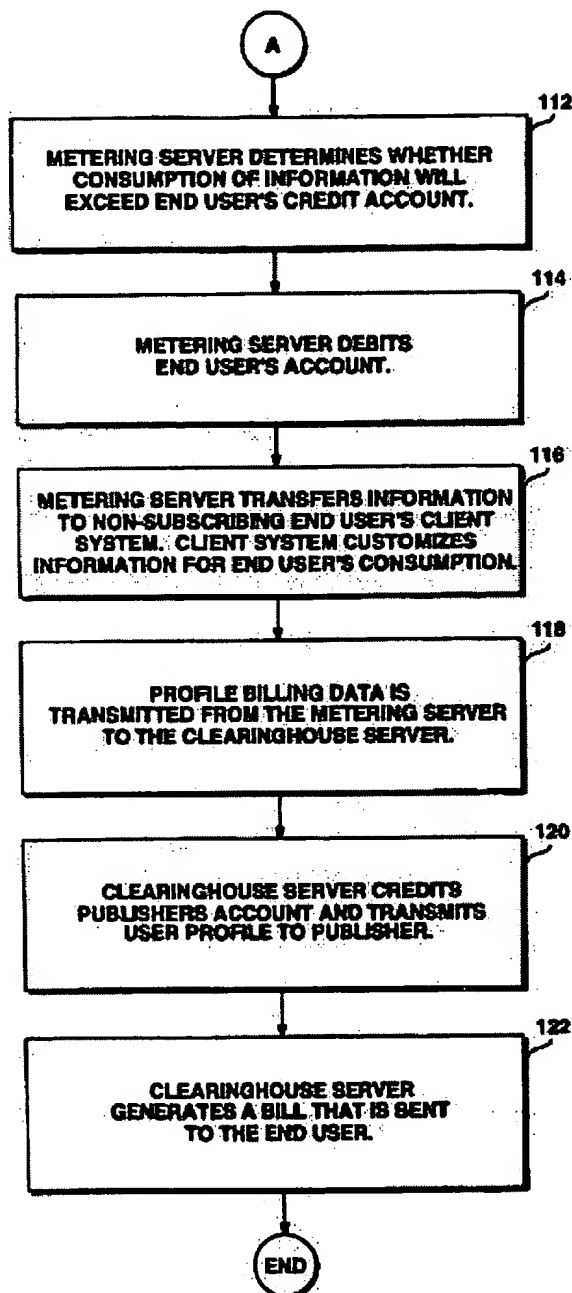 A
112
METERING SERVER DETERMINES WHETHER
CONSUMPTION OF INFORMATION WILL
EXCEED END USER'S CREDIT ACCOUNT.
114
METERING SERVER DEBITS
END USER'S ACCOUNT.
116
METERING SERVER TRANSFERS INFORMATION
TO NON-SUBSCRIBING END USER'S CLIENT
SYSTEM. CLIENT SYSTEM CUSTOMIZES
INFORMATION FOR END USER'S CONSUMPTION.
118
PROFILE BILLING DATA IS
TRANSMITTED FROM THE METERING SERVER
TO THE CLEARINGHOUSE SERVER.
120
CLEARINGHOUSE SERVER CREDITS
PUBLISHERS ACCOUNT AND TRANSMITS
USER PROFILE TO PUBLISHER.
122
CLEARINGHOUSE SERVER
GENERATES A BILL THAT IS SENT
TO THE END USER.
END